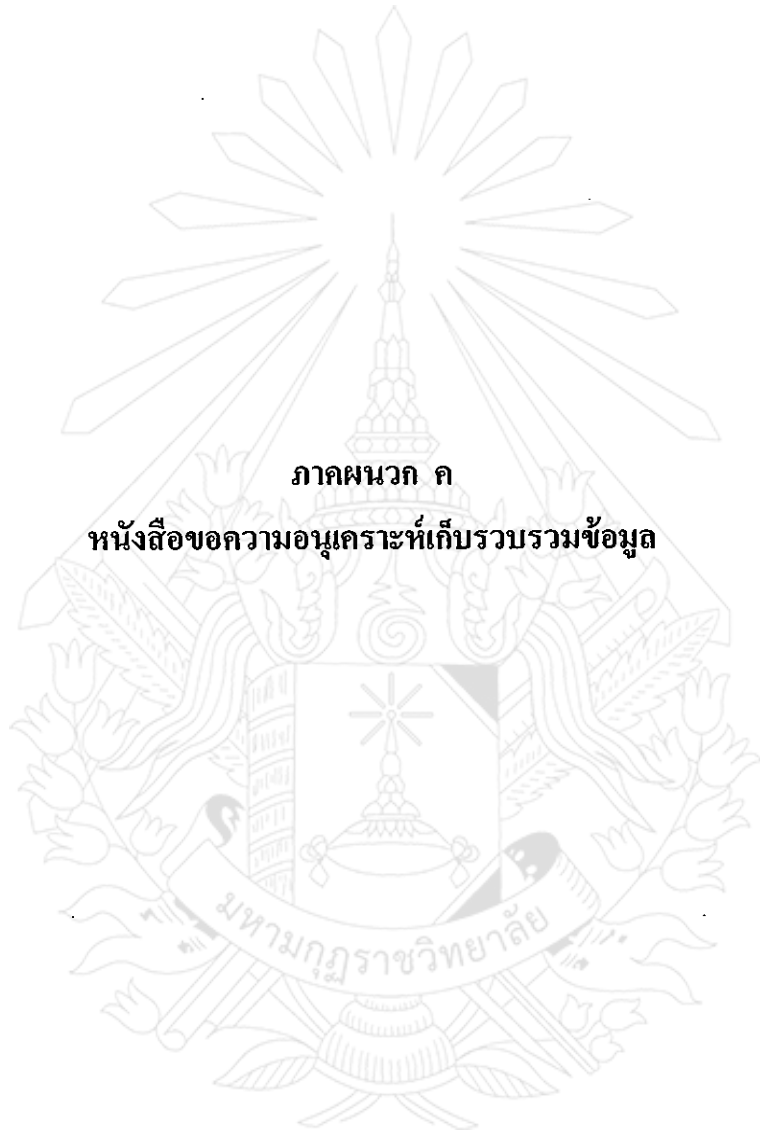 ภาคผนวก ค
หนังสือขอความอนุเคราะห์เก็บรวบรวมข้อมูล
มหามกุฏราชวิทยาลัย